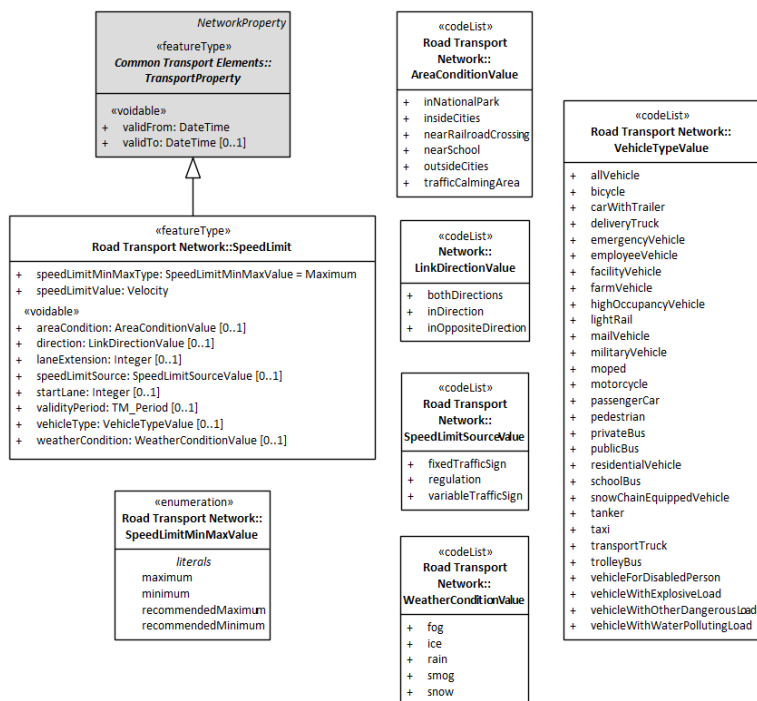 NetworkProperty
«featureType»
Common Transport Elements::
TransportProperty
«voidable»
+ validFrom: DateTime
+ validTo: DateTime [0..1]
«featureType»
Road Transport Network::SpeedLimit
+ speedLimitMinMaxType: SpeedLimitMinMaxValue = Maximum
+ speedLimitValue: Velocity
«voidable»
+ areaCondition: AreaConditionValue [0..1]
+ direction: LinkDirectionValue [0..1]
+ laneExtension: Integer [0..1]
+ speedLimitSource: SpeedLimitSourceValue [0..1]
+ startLane: Integer [0..1]
+ validityPeriod: TM_Period [0..1]
+ vehicleType: VehicleTypeValue [0..1]
+ weatherCondition: WeatherConditionValue [0..1]
«enumeration»
Road Transport Network::
SpeedLimitMinMaxValue
literals
maximum
minimum
recommendedMaximum
recommendedMinimum
«codeList»
Road Transport
Network::
AreaConditionValue
+ inNationalPark
+ insideCities
+ nearRailroadCrossing
+ nearSchool
+ outsideCities
+ trafficCalmingArea
«codeList»
Network::
LinkDirectionValue
+ bothDirections
+ inDirection
+ inOppositeDirection
«codeList»
Road Transport
Network::
SpeedLimitSourceValue
+ fixedTrafficSign
+ regulation
+ variableTrafficSign
«codeList»
Road Transport
Network::
WeatherConditionValue
+ fog
+ ice
+ rain
+ smog
+ snow
«codeList»
Road Transport Network::
VehicleTypeValue
+ allVehicle
+ bicycle
+ carWithTrailer
+ deliveryTruck
+ emergencyVehicle
+ employeeVehicle
+ facilityVehicle
+ farmVehicle
+ highOccupancyVehicle
+ lightRail
+ mailVehicle
+ militaryVehicle
+ moped
+ motorcycle
+ passengerCar
+ pedestrian
+ privateBus
+ publicBus
+ residentialVehicle
+ schoolBus
+ snowChainEquippedVehicle
+ tanker
+ taxi
+ transportTruck
+ trolleyBus
+ vehicleForDisabledPerson
+ vehicleWithExplosiveLoad
+ vehicleWithOtherDangerousLoad
+ vehicleWithWaterPollutingLoad